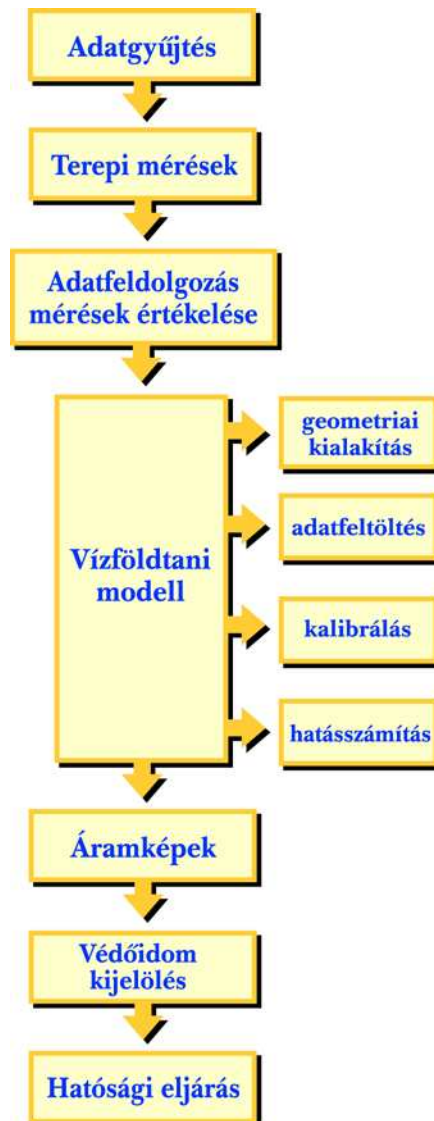 Adatgyűjtés
Terepi mérések
Adatfeldolgozás
mérések értékelése
Vízföldtani
modell
geometriai
kialakítás
adatfeltöltés
kalibrálás
hatásszámítás
Áramképek
Védőidom
kijelölés
Hatósági eljárás